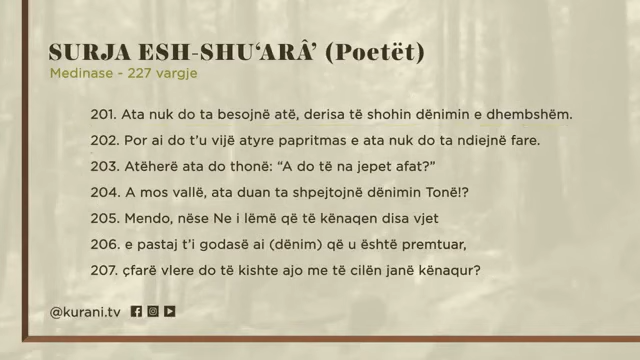 SURJA ESH-SHU‘ARÂ’ (Poetët)
Medinase - 227 vargje
201. Ata nuk do ta besojnë atë, derisa të shohin dënimin e dhembshëm.
202. Por ai do t’u vijë atyre papritmas e ata nuk do ta ndiejnë fare.
203. Atëherë ata do thonë: “A do të na jepet afat?”
204. A mos vallë, ata duan ta shpejtojnë dënimin Tonë!?
205. Mendo, nëse Ne i lëmë që të kënaqen disa vjet
206. e pastaj t’i godasë ai (dënim) që u është premtuar,
207. çfarë vlere do të kishte ajo me të cilën janë kënaqur?
@kurani.tv